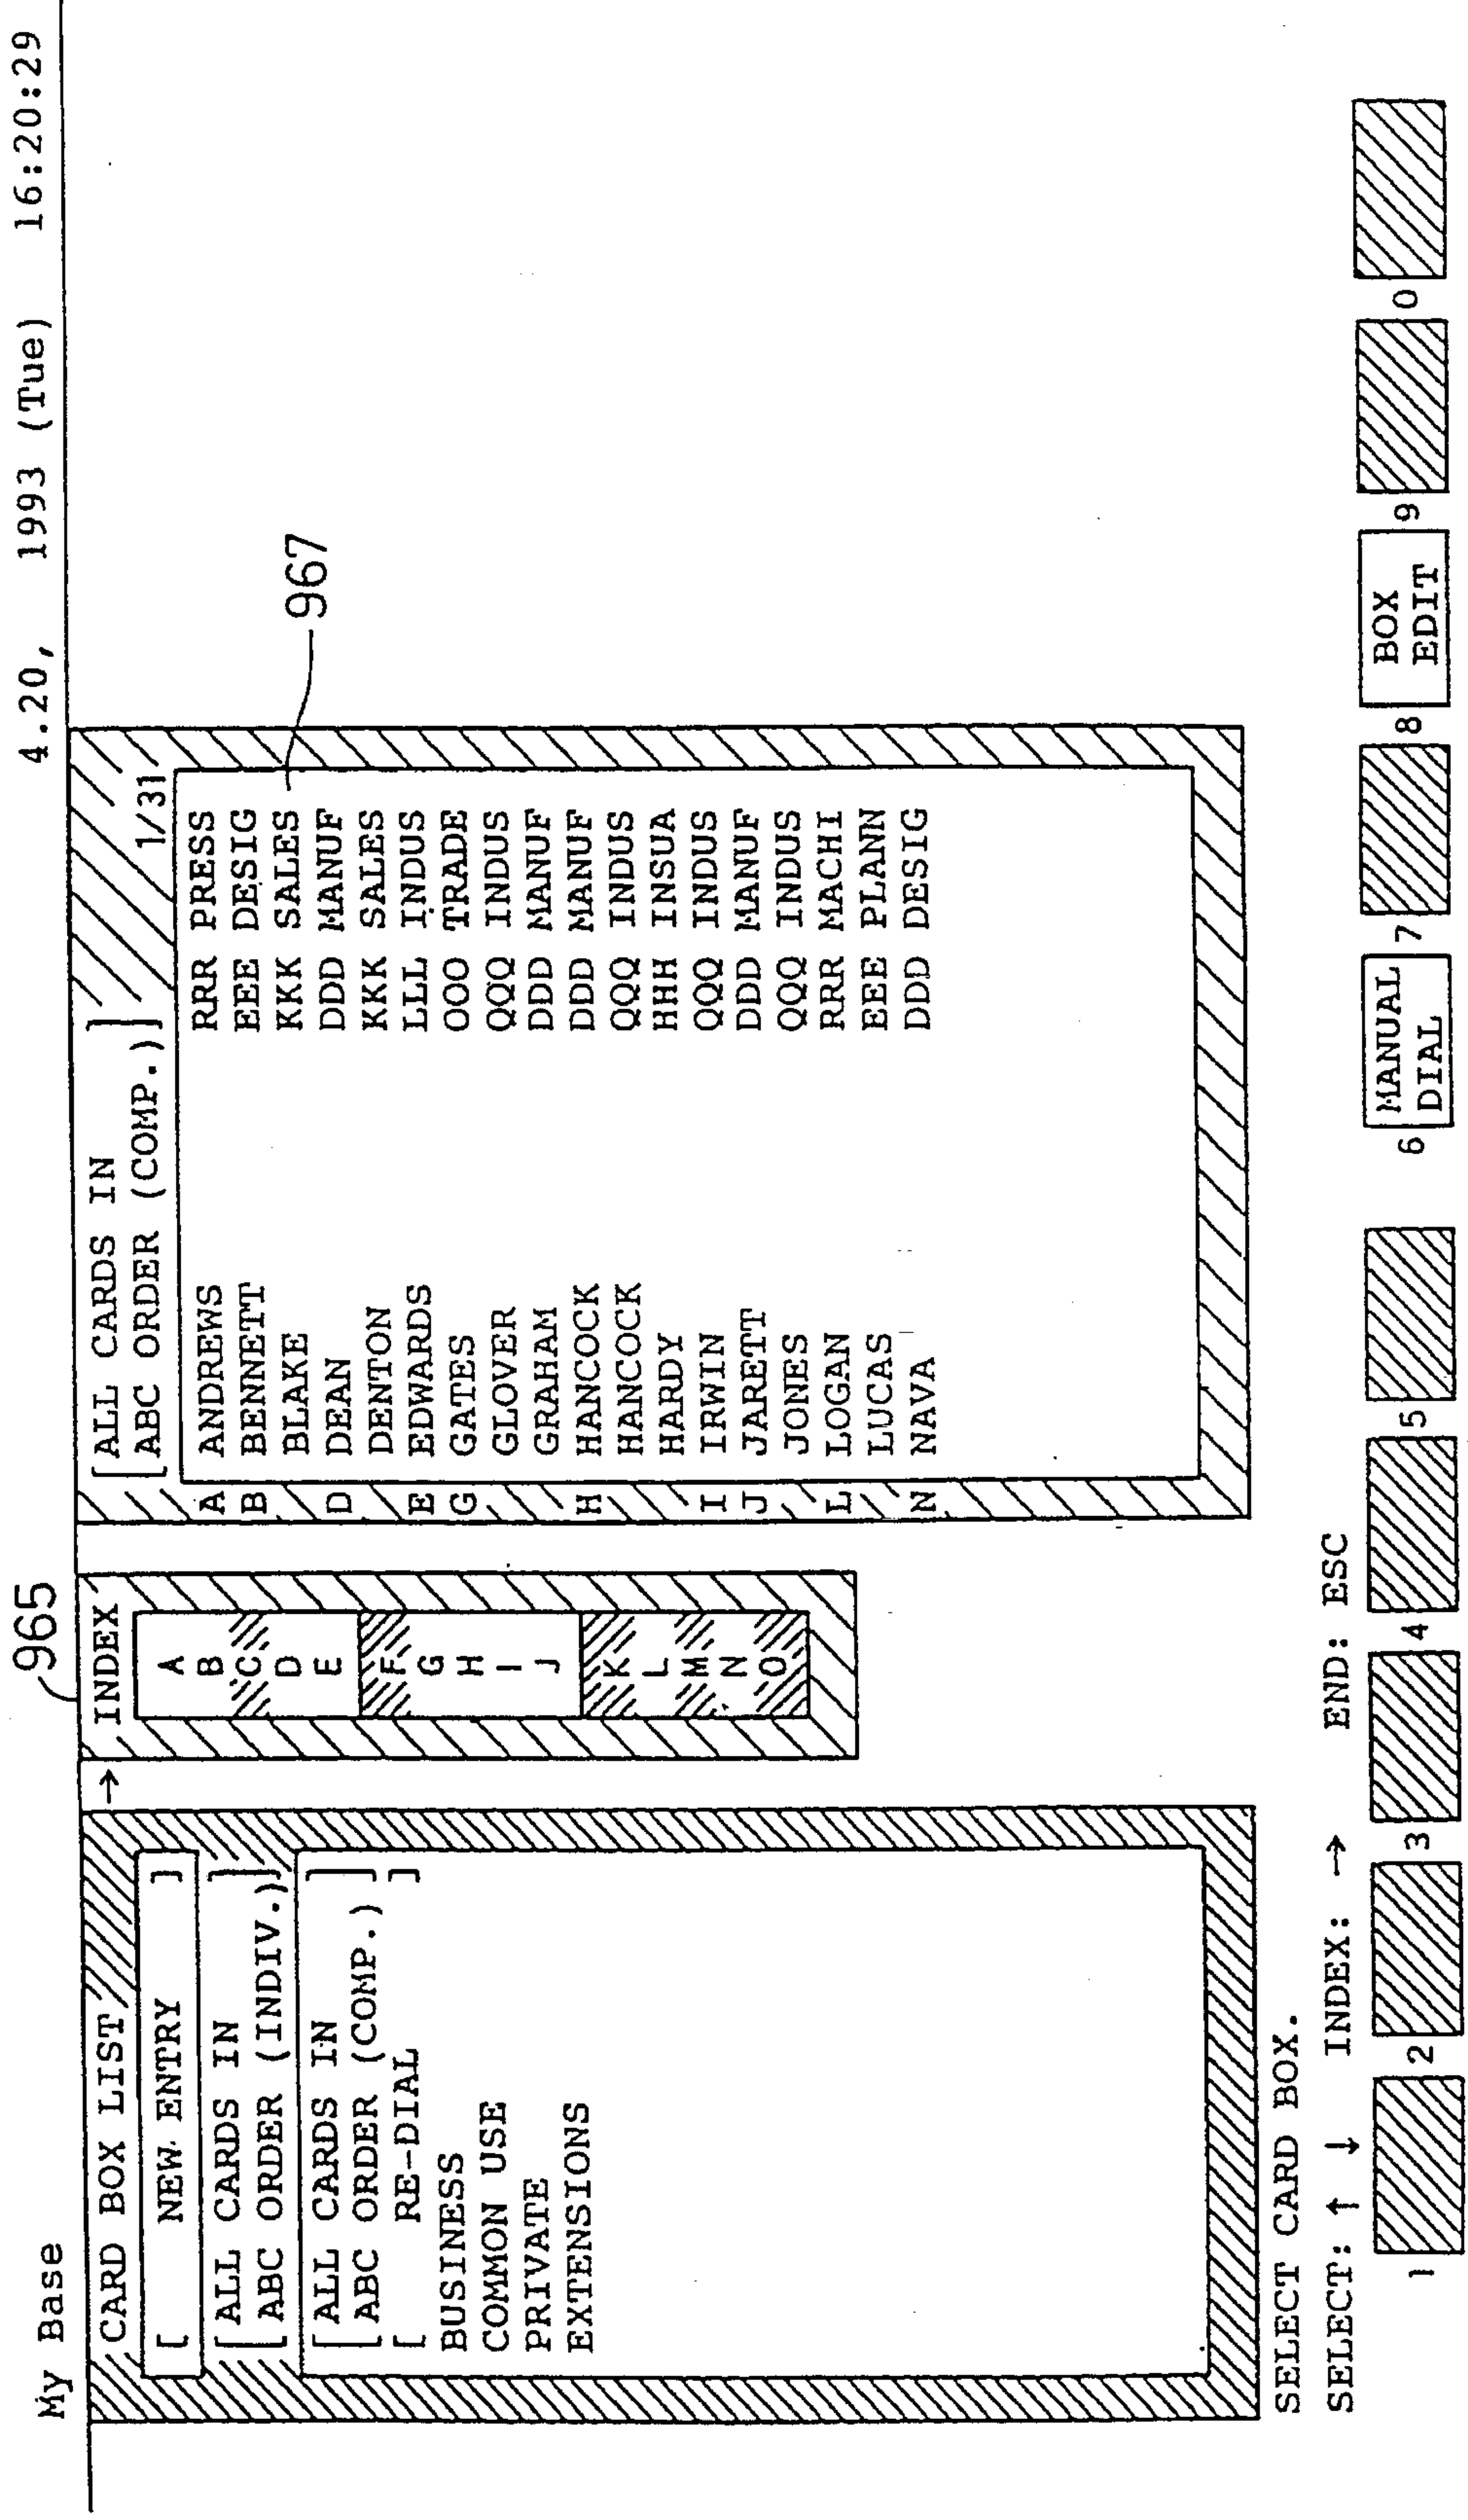 My Base 4.20, 1993 (Tue) 16:20:29
965
CARD BOX LIST →
[ NEW ENTRY ]
[ALL CARDS IN ]
[ABC ORDER (INDIV.)]
[ALL CARDS IN ]
[ABC ORDER (COMP.) ]
[ RE-DIAL ]
BUSINESS
COMMON USE
PRIVATE
EXTENSIONS
INDEX
A
B
C
D
E
F
G
H
I
J
K
L
M
N
O
[ALL CARDS IN ]
[ABC ORDER (COMP.)] 1/31
A ANDREWS RRR PRESS
B BENNETT EEE DESIG
BLAKE KKK SALES
D DEAN DDD MANUF
DENTON KKK SALES
E EDWARDS LLL INDUS
G GATES OOO TRADE
GLOVER QQQ INDUS
GRAHAM DDD MANUF
H HANCOCK DDD MANUF
HANCOCK QQQ INDUS
HARDY HHH INSUA
I IRWIN QQQ INDUS
J JARETT DDD MANUF
JONES QQQ INDUS
L LOGAN RRR MACHI
LUCAS EEE PLANN
N NAVA DDD DESIG
967
SELECT CARD BOX.
SELECT: ↑ ↓ INDEX: → END: ESC
1 2 3 4 5 6 MANUAL DIAL 7 8 BOX EDIT 9 0